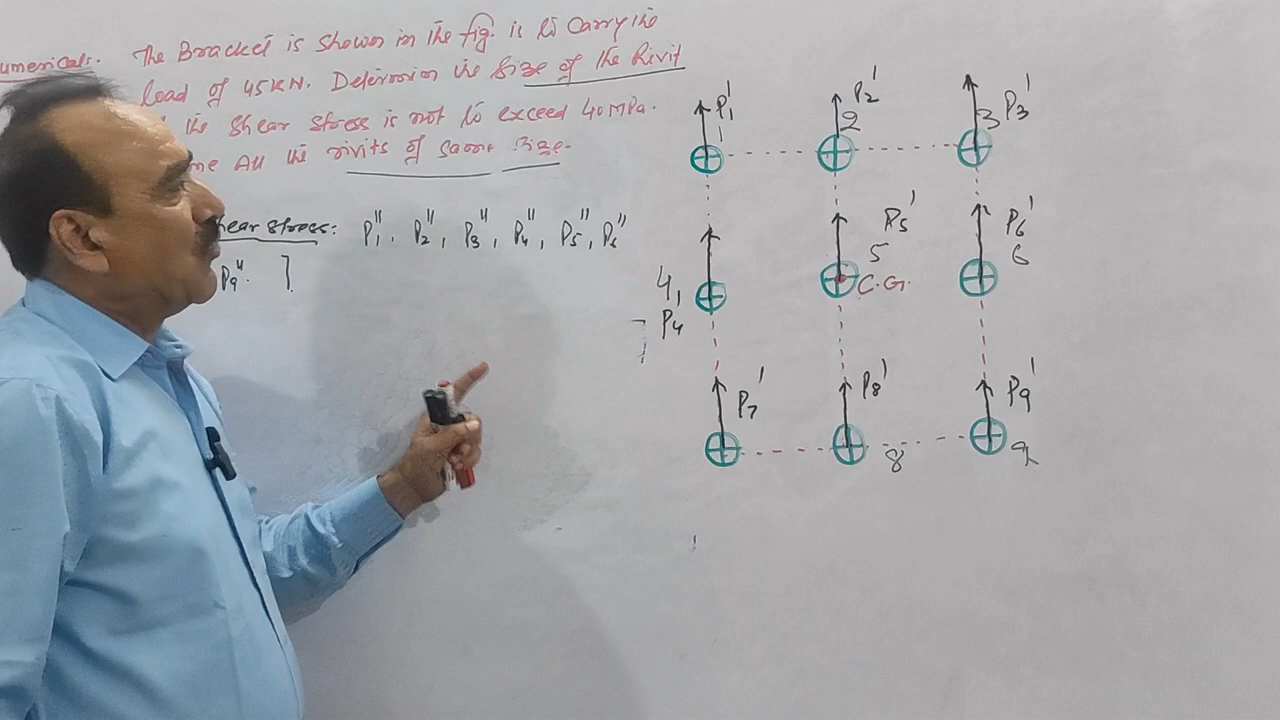 umericals. The Bracket is shown in the fig. is to carry the
load of 45KN. Determin the Size of the Rivit
the shear stress is not to exceed 40MPa.
me All the rivits of same size.
hear stress: P1", P2", P3", P4", P5", P6"
P9". ]
P1'
1
P2'
2
P3'
3
P5'
5
P6'
6
4,
P4
C.G.
P7'
P8'
8
P9'
9